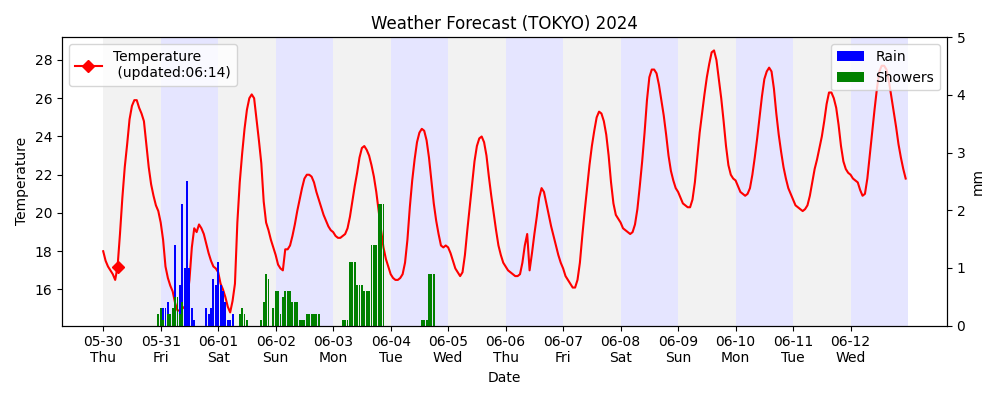 Weather Forecast (TOKYO) 2024
Temperature
(updated:06:14)
Rain
Showers
Temperature
28
26
24
22
20
18
16
5
4
3
2
1
0
mm
05-30 05-31 06-01 06-02 06-03 06-04 06-05 06-06 06-07 06-08 06-09 06-10 06-11 06-12
Thu Fri Sat Sun Mon Tue Wed Thu Fri Sat Sun Mon Tue Wed
Date